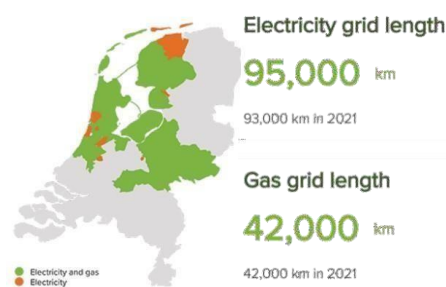 Electricity grid length
95,000 km
93,000 km in 2021
Gas grid length
42,000 km
42,000 km in 2021
Electricity and gas
Electricity